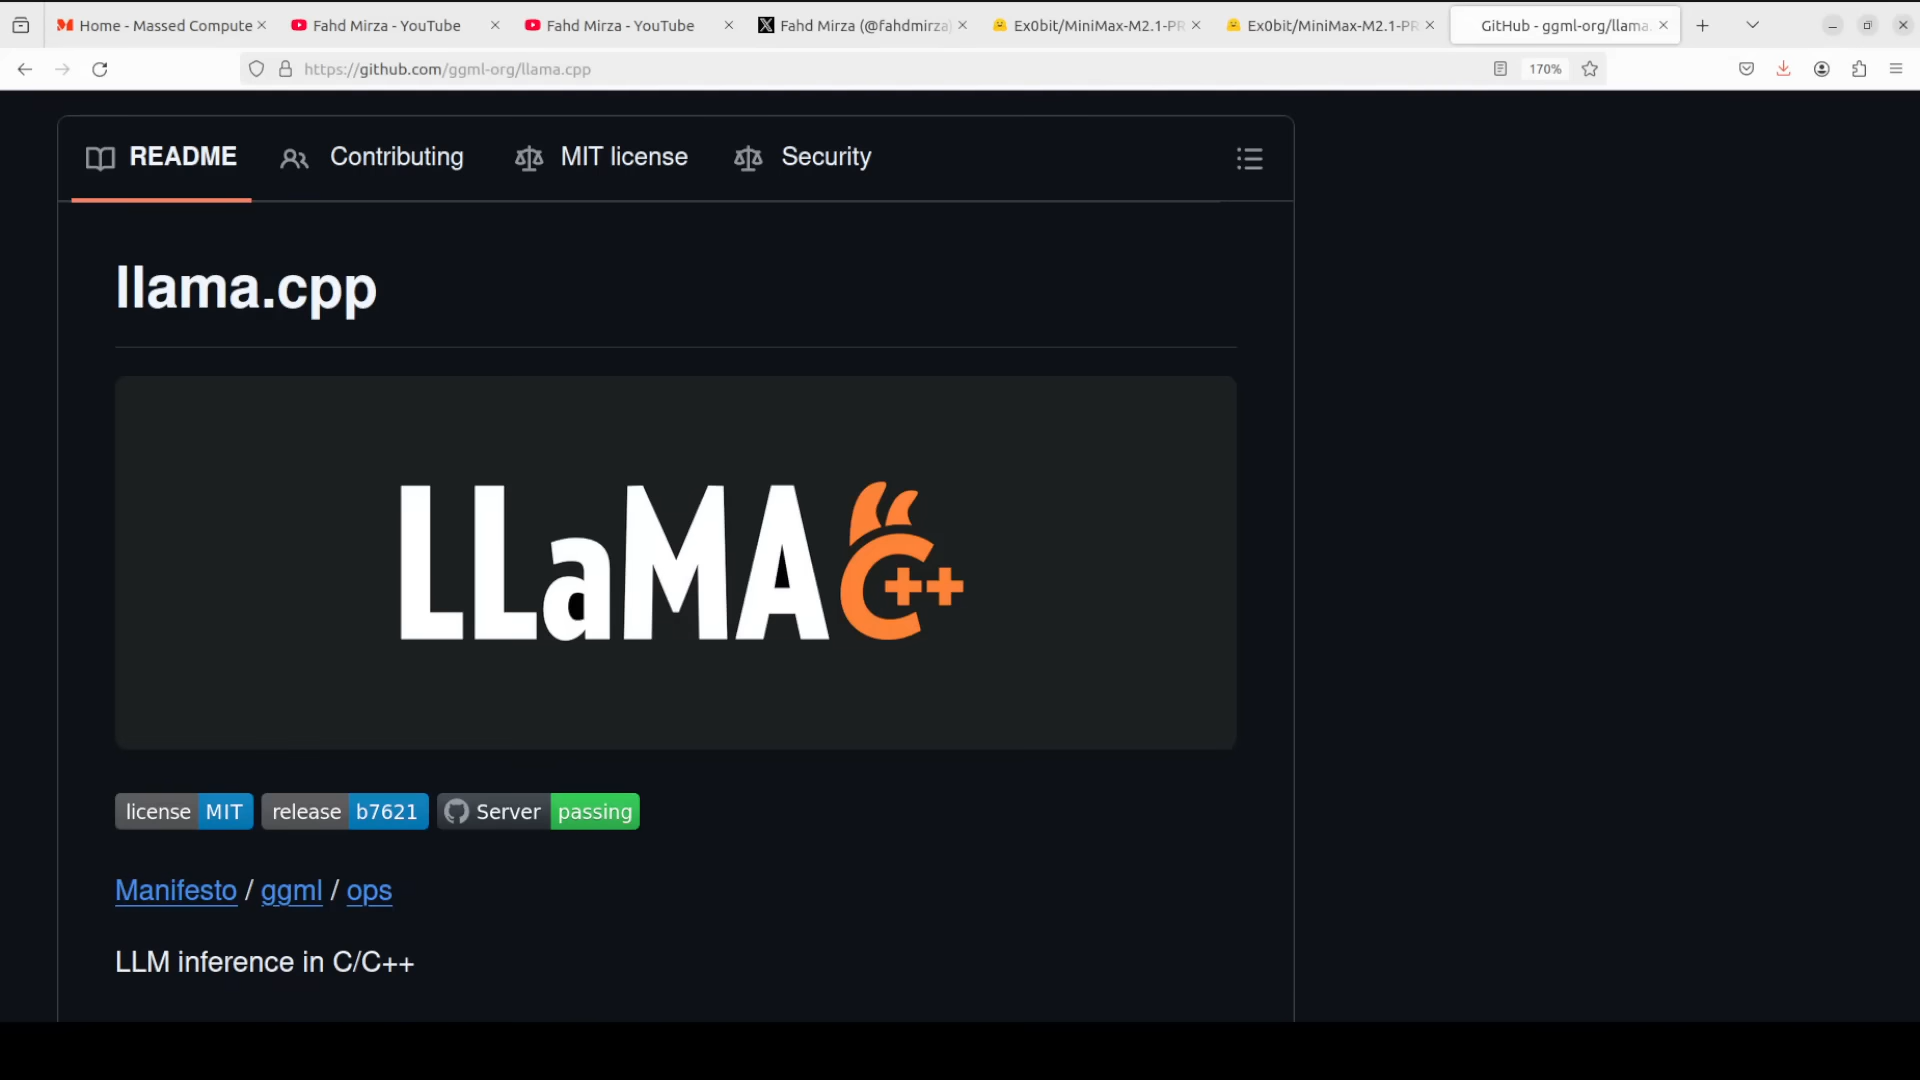 Home - Massed Compute
Fahd Mirza - YouTube
Fahd Mirza - YouTube
Fahd Mirza (@fahdmirza)
Ex0bit/MiniMax-M2.1-PR
Ex0bit/MiniMax-M2.1-PR
GitHub - ggml-org/llama.
https://github.com/ggml-org/llama.cpp
170%
README
Contributing
MIT license
Security
llama.cpp
LLaMA C++
license MIT
release b7621
Server passing
Manifesto / ggml / ops
LLM inference in C/C++